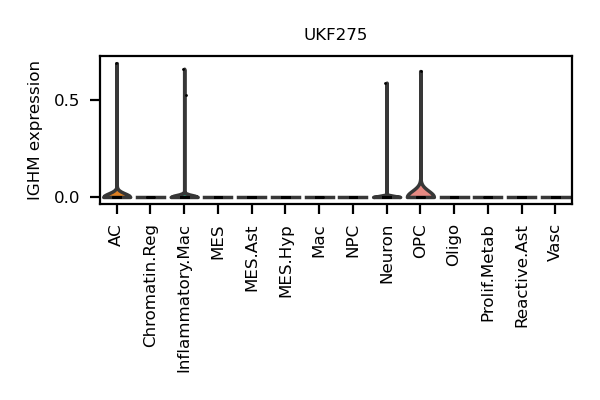 UKF275
IGHM expression
0.5
0.0
AC
Chromatin.Reg
Inflammatory.Mac
MES
MES.Ast
MES.Hyp
Mac
NPC
Neuron
OPC
Oligo
Prolif.Metab
Reactive.Ast
Vasc